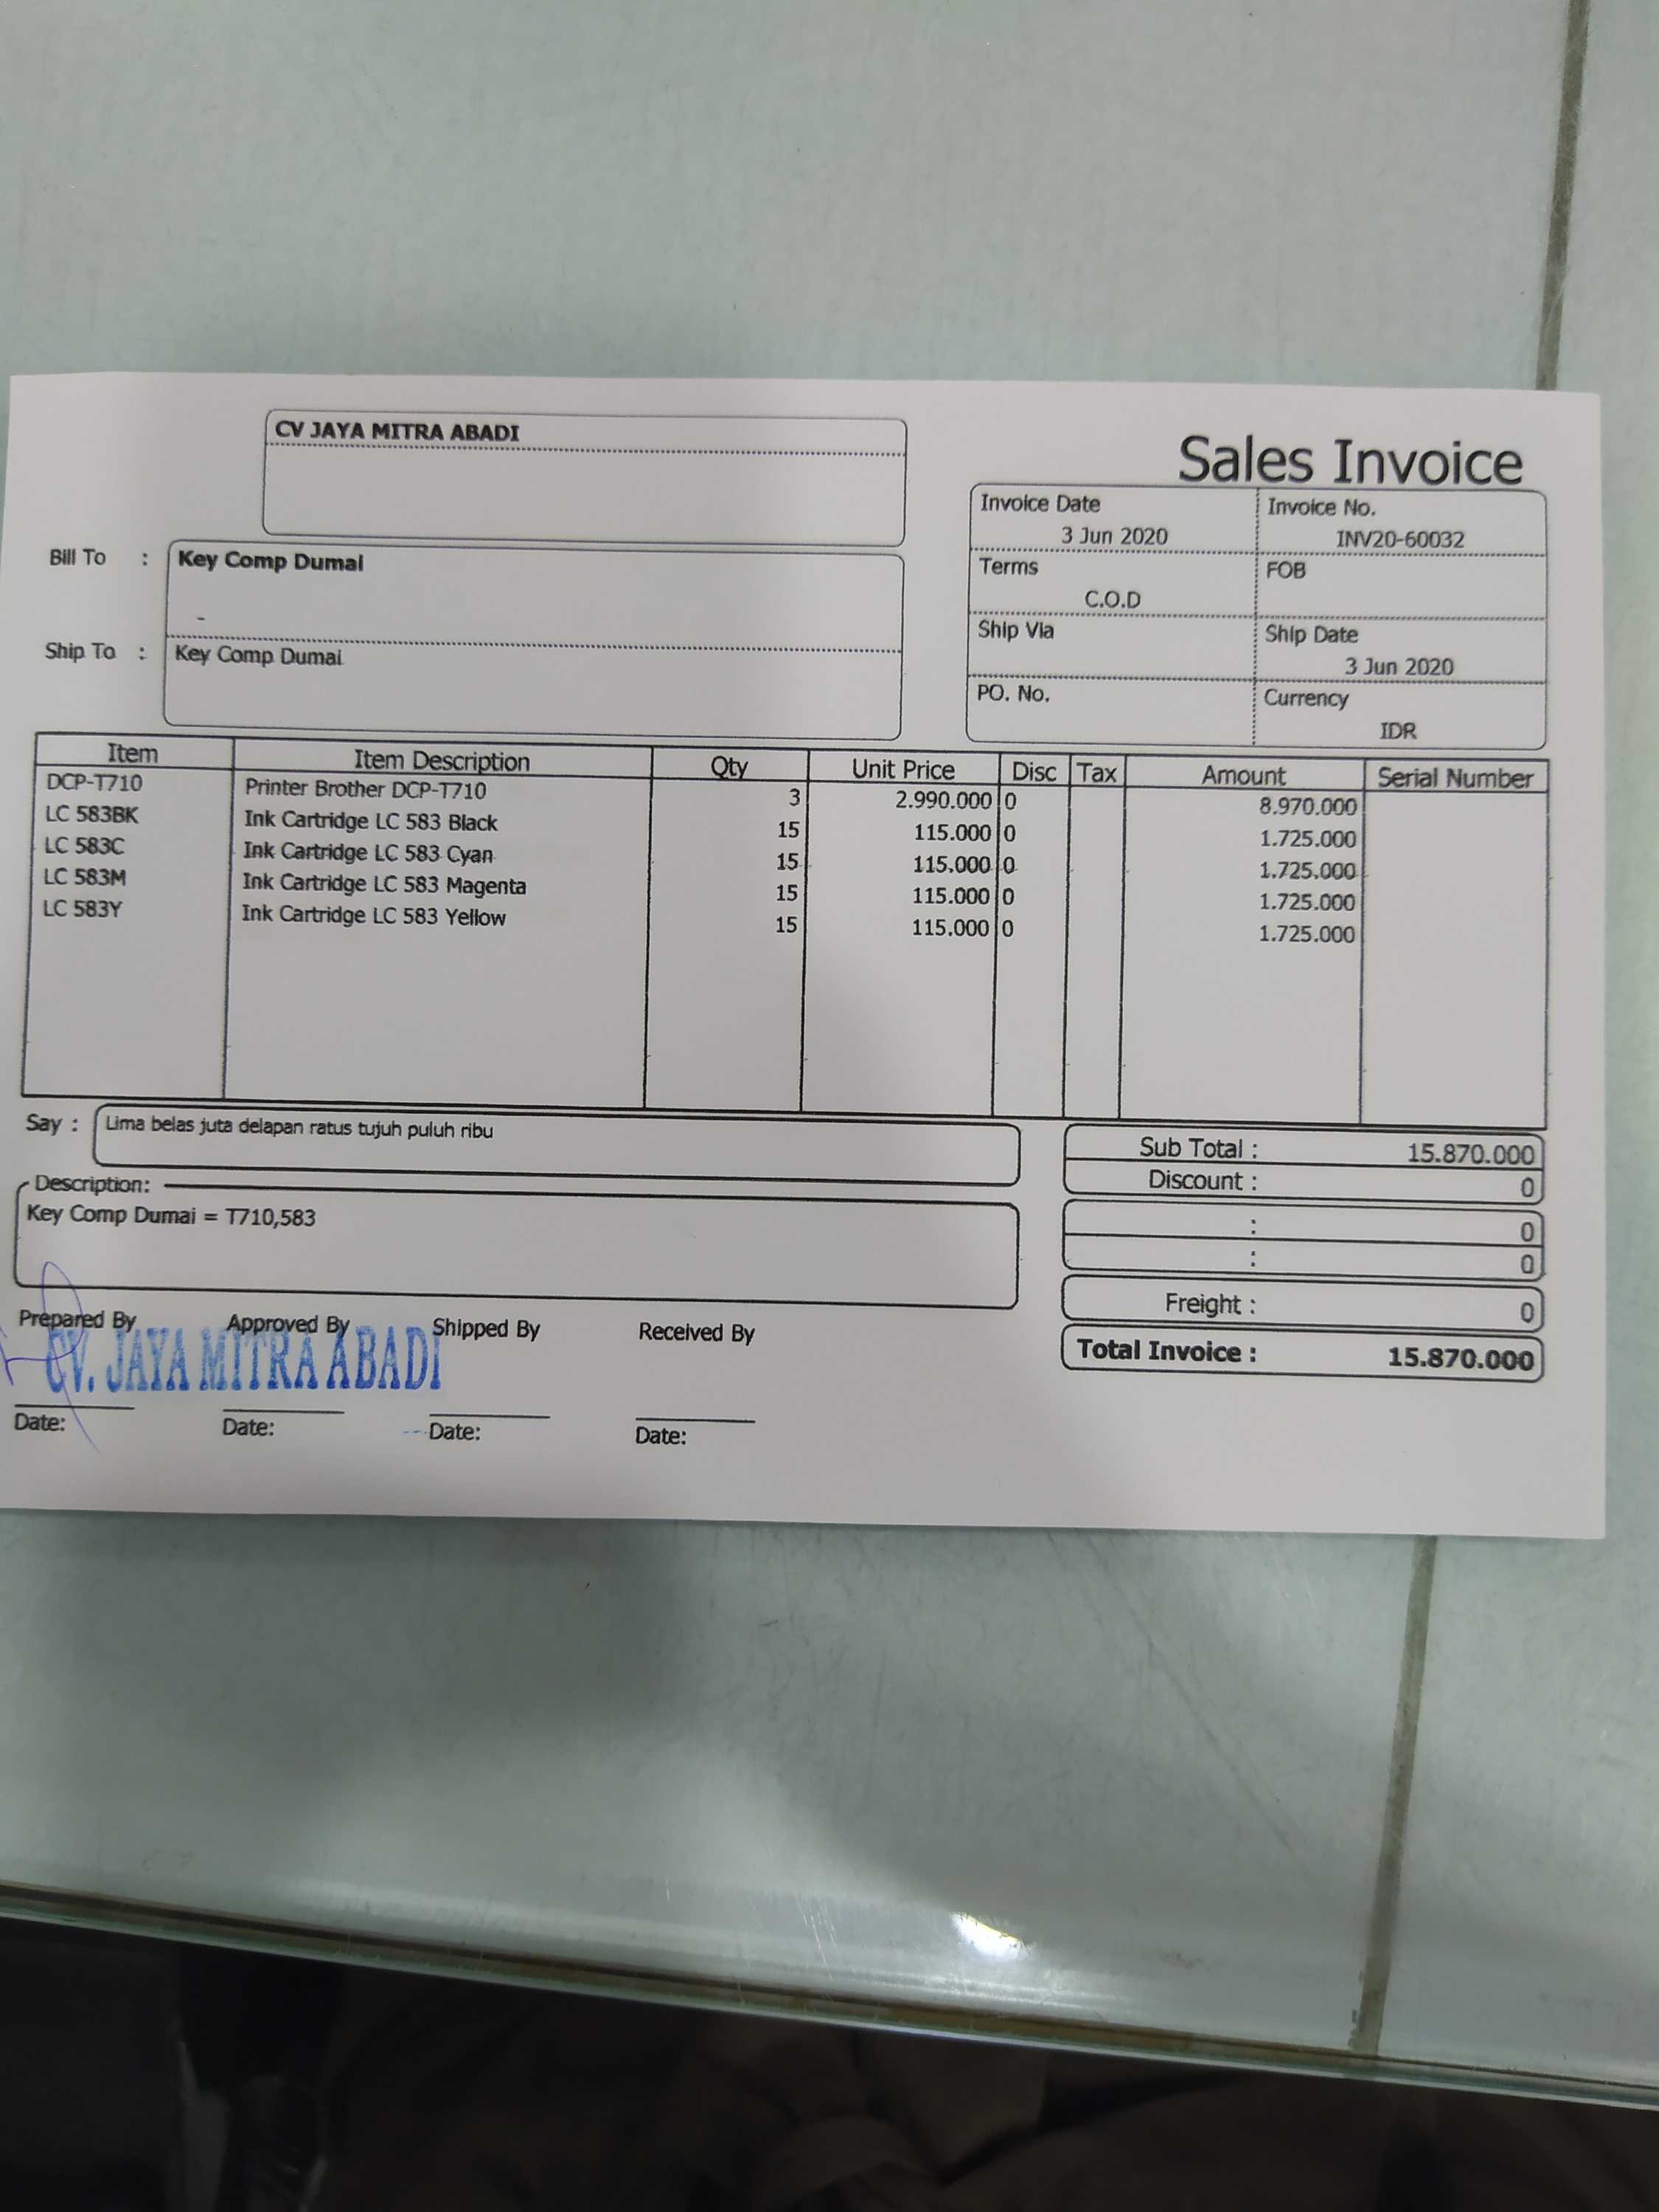 CV JAYA MITRA ABADI
Sales Invoice
Bill To : Key Comp Dumai
-
Ship To : Key Comp Dumai
Invoice Date Invoice No.
3 Jun 2020 INV20-60032
Terms FOB
C.O.D
Ship Via Ship Date
3 Jun 2020
PO. No. Currency
IDR
Item Item Description Qty Unit Price Disc Tax Amount Serial Number
DCP-T710 Printer Brother DCP-T710 3 2.990.000 0 8.970.000
LC 583BK Ink Cartridge LC 583 Black 15 115.000 0 1.725.000
LC 583C Ink Cartridge LC 583 Cyan 15 115.000 0 1.725.000
LC 583M Ink Cartridge LC 583 Magenta 15 115.000 0 1.725.000
LC 583Y Ink Cartridge LC 583 Yellow 15 115.000 0 1.725.000
Say : Lima belas juta delapan ratus tujuh puluh ribu
Description:
Key Comp Dumai = T710,583
Sub Total : 15.870.000
Discount : 0
: 0
: 0
Freight : 0
Total Invoice : 15.870.000
Prepared By Approved By Shipped By Received By
CV. JAYA MITRA ABADI
Date: Date: Date: Date: